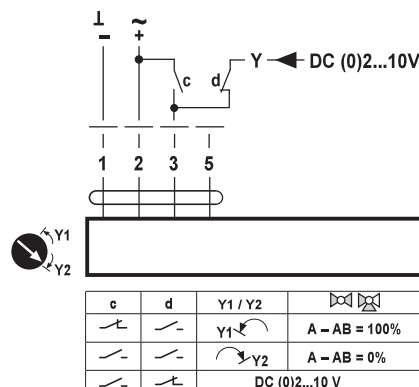 ⊥ ~
- +
c d Y DC (0)2...10V
1 2 3 5
Y1
Y2
c d Y1 / Y2
Y1 A – AB = 100%
Y2 A – AB = 0%
DC (0)2...10 V